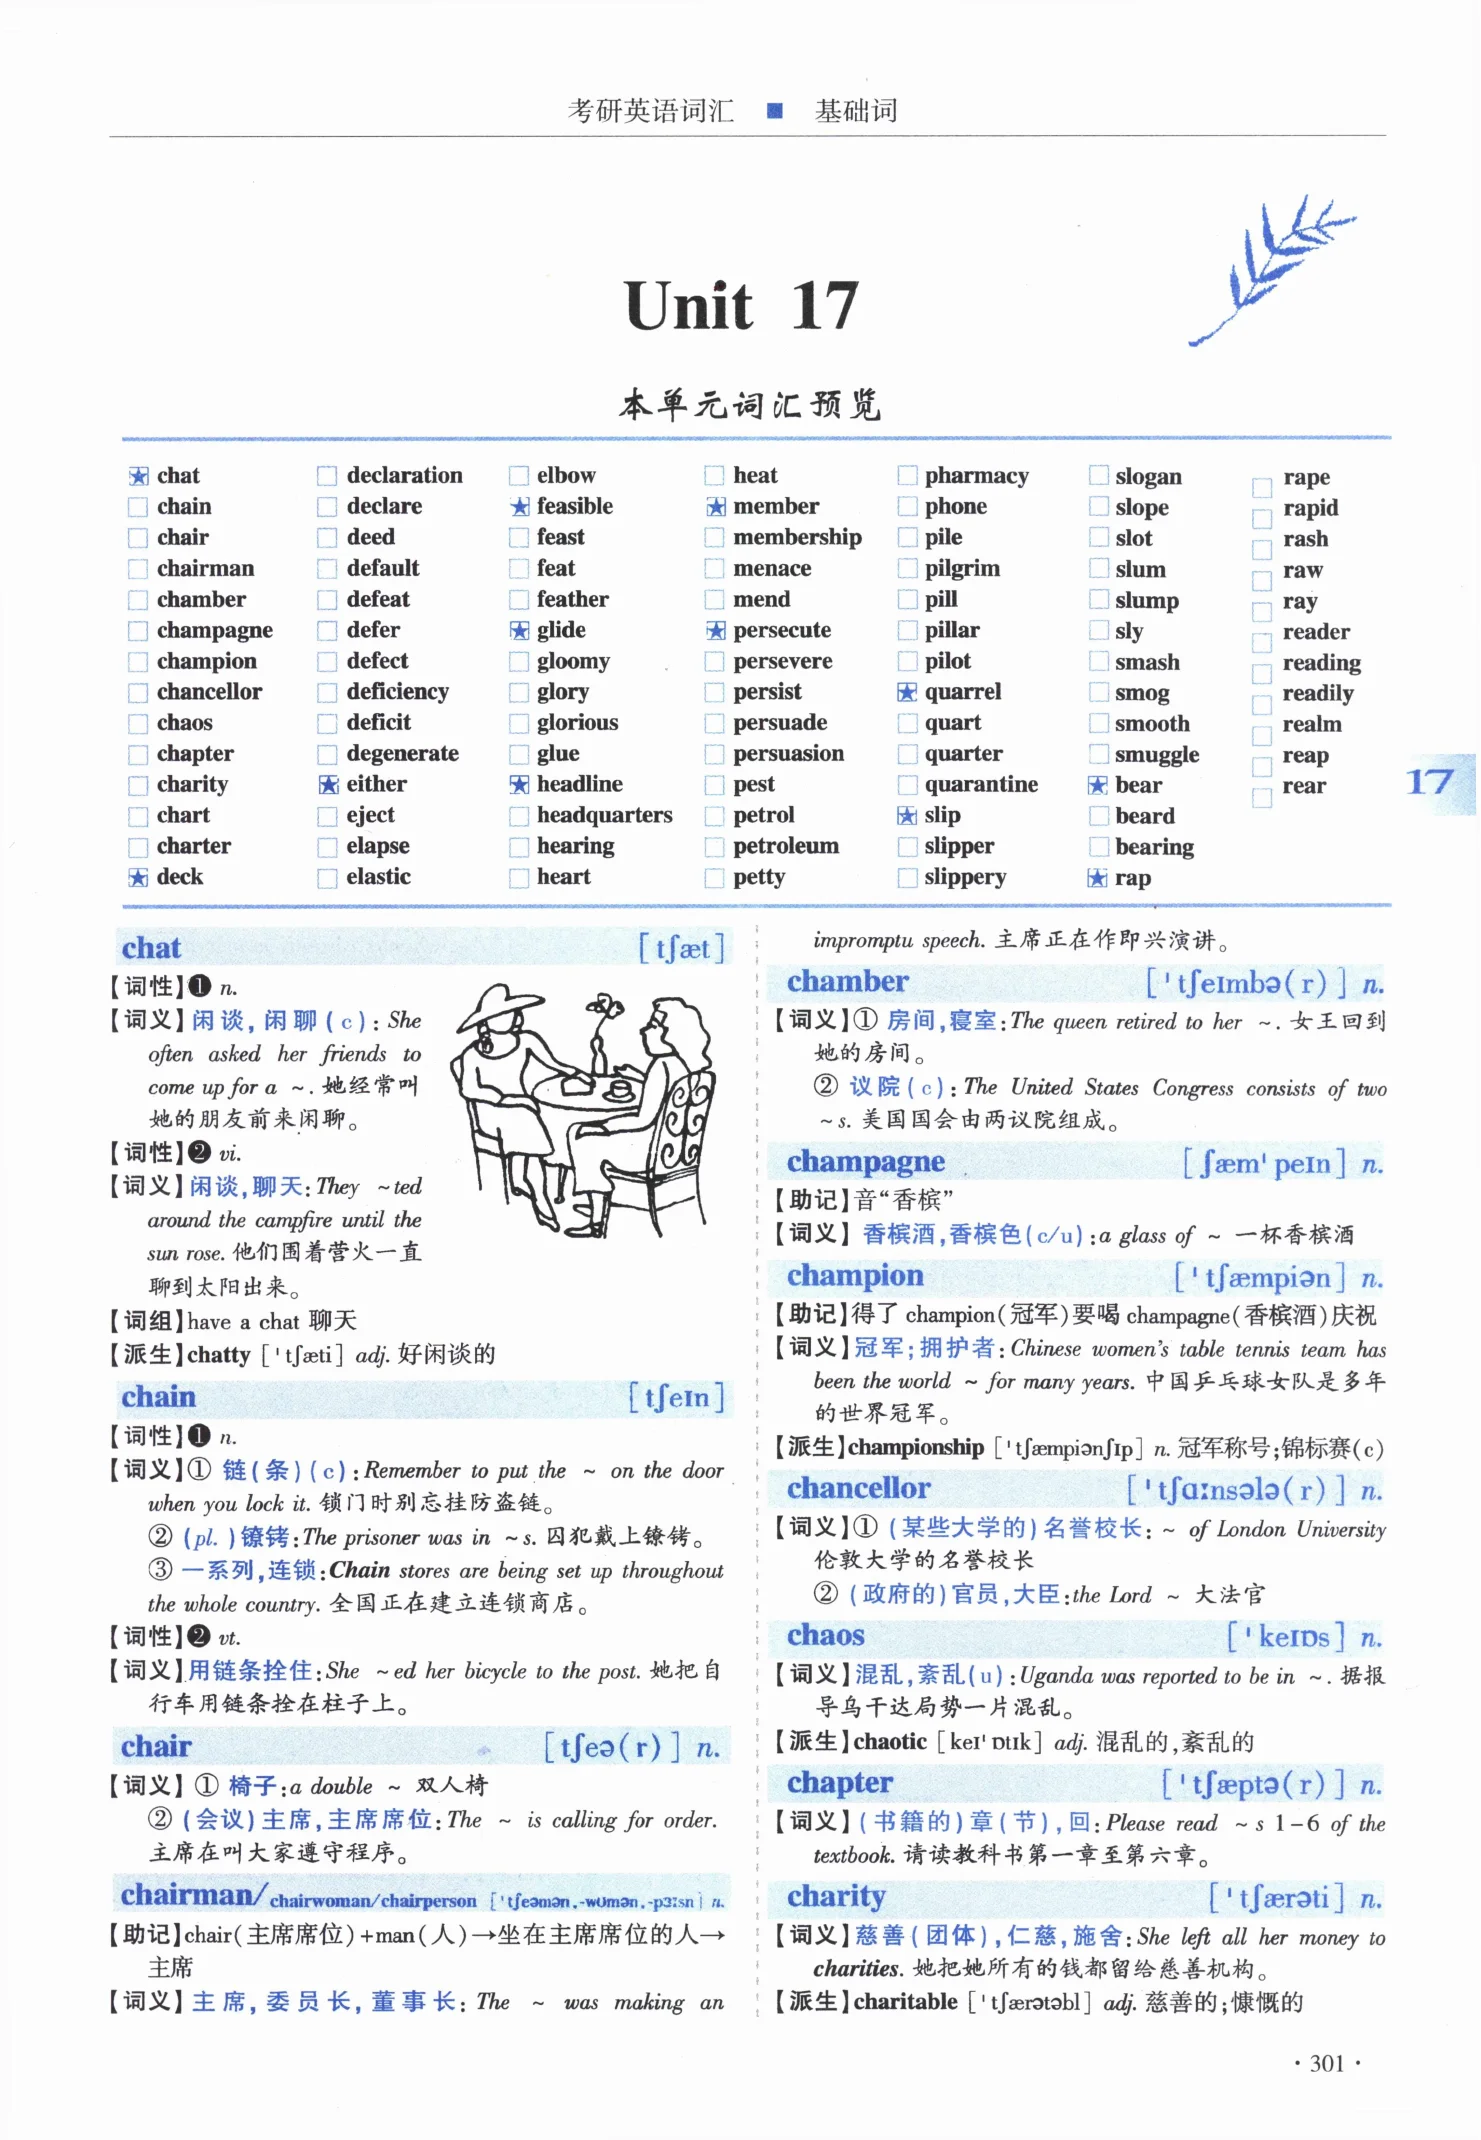 考研英语词汇 ■ 基础词
Unit 17
本单元词汇预览
★ chat □ declaration □ elbow □ heat □ pharmacy □ slogan □ rape
□ chain □ declare ★ feasible ★ member □ phone □ slope □ rapid
□ chair □ deed □ feast □ membership □ pile □ slot □ rash
□ chairman □ default □ feat □ menace □ pilgrim □ slum □ raw
□ chamber □ defeat □ feather □ mend □ pill □ slump □ ray
□ champagne □ defer ★ glide ★ persecute □ pillar □ sly □ reader
□ champion □ defect □ gloomy □ persevere □ pilot □ smash □ reading
□ chancellor □ deficiency □ glory □ persist ★ quarrel □ smog □ readily
□ chaos □ deficit □ glorious □ persuade □ quart □ smooth □ realm
□ chapter □ degenerate □ glue □ persuasion □ quarter □ smuggle □ reap
□ charity ★ either ★ headline □ pest □ quarantine ★ bear □ rear
□ chart □ eject □ headquarters □ petrol ★ slip □ beard
□ charter □ elapse □ hearing □ petroleum □ slipper □ bearing
★ deck □ elastic □ heart □ petty □ slippery ★ rap
17
chat [tʃæt]
【词性】❶ n.
【词义】闲谈, 闲聊(c): She
often asked her friends to
come up for a ~. 她经常叫
她的朋友前来闲聊。
【词性】❷ vi.
【词义】闲谈,聊天: They ~ted
around the campfire until the
sun rose. 他们围着营火一直
聊到太阳出来。
【词组】have a chat 聊天
【派生】chatty [ˈtʃæti] adj. 好闲谈的
chain [tʃeɪn]
【词性】❶ n.
【词义】① 链(条)(c): Remember to put the ~ on the door
when you lock it. 锁门时别忘挂防盗链。
② (pl. )镣铐: The prisoner was in ~s. 囚犯戴上镣铐。
③ 一系列,连锁: Chain stores are being set up throughout
the whole country. 全国正在建立连锁商店。
【词性】❷ vt.
【词义】用链条拴住: She ~ed her bicycle to the post. 她把自
行车用链条拴在柱子上。
chair [tʃeə(r)] n.
【词义】① 椅子: a double ~ 双人椅
② (会议)主席,主席席位: The ~ is calling for order.
主席在叫大家遵守程序。
chairman/chairwoman/chairperson [ˈtʃeəmən,-wʊmən,-pɜːsn] n.
【助记】chair(主席席位)+man(人)→坐在主席席位的人→
主席
【词义】主席, 委员长, 董事长: The ~ was making an
impromptu speech. 主席正在作即兴演讲。
chamber [ˈtʃeɪmbə(r)] n.
【词义】① 房间,寝室: The queen retired to her ~. 女王回到
她的房间。
② 议院(c): The United States Congress consists of two
~s. 美国国会由两议院组成。
champagne [ʃæmˈpeɪn] n.
【助记】音“香槟”
【词义】香槟酒,香槟色(c/u): a glass of ~ 一杯香槟酒
champion [ˈtʃæmpiən] n.
【助记】得了 champion(冠军)要喝 champagne(香槟酒)庆祝
【词义】冠军;拥护者: Chinese women's table tennis team has
been the world ~ for many years. 中国乒乓球女队是多年
的世界冠军。
【派生】championship [ˈtʃæmpiənʃɪp] n. 冠军称号;锦标赛(c)
chancellor [ˈtʃɑːnsələ(r)] n.
【词义】① (某些大学的)名誉校长: ~ of London University
伦敦大学的名誉校长
② (政府的)官员,大臣: the Lord ~ 大法官
chaos [ˈkeɪɒs] n.
【词义】混乱,紊乱(u): Uganda was reported to be in ~. 据报
导乌干达局势一片混乱。
【派生】chaotic [keɪˈɒtɪk] adj. 混乱的,紊乱的
chapter [ˈtʃæptə(r)] n.
【词义】(书籍的)章(节),回: Please read ~s 1-6 of the
textbook. 请读教科书第一章至第六章。
charity [ˈtʃærəti] n.
【词义】慈善(团体),仁慈,施舍: She left all her money to
charities. 她把她所有的钱都留给慈善机构。
【派生】charitable [ˈtʃærətəbl] adj. 慈善的;慷慨的
· 301 ·